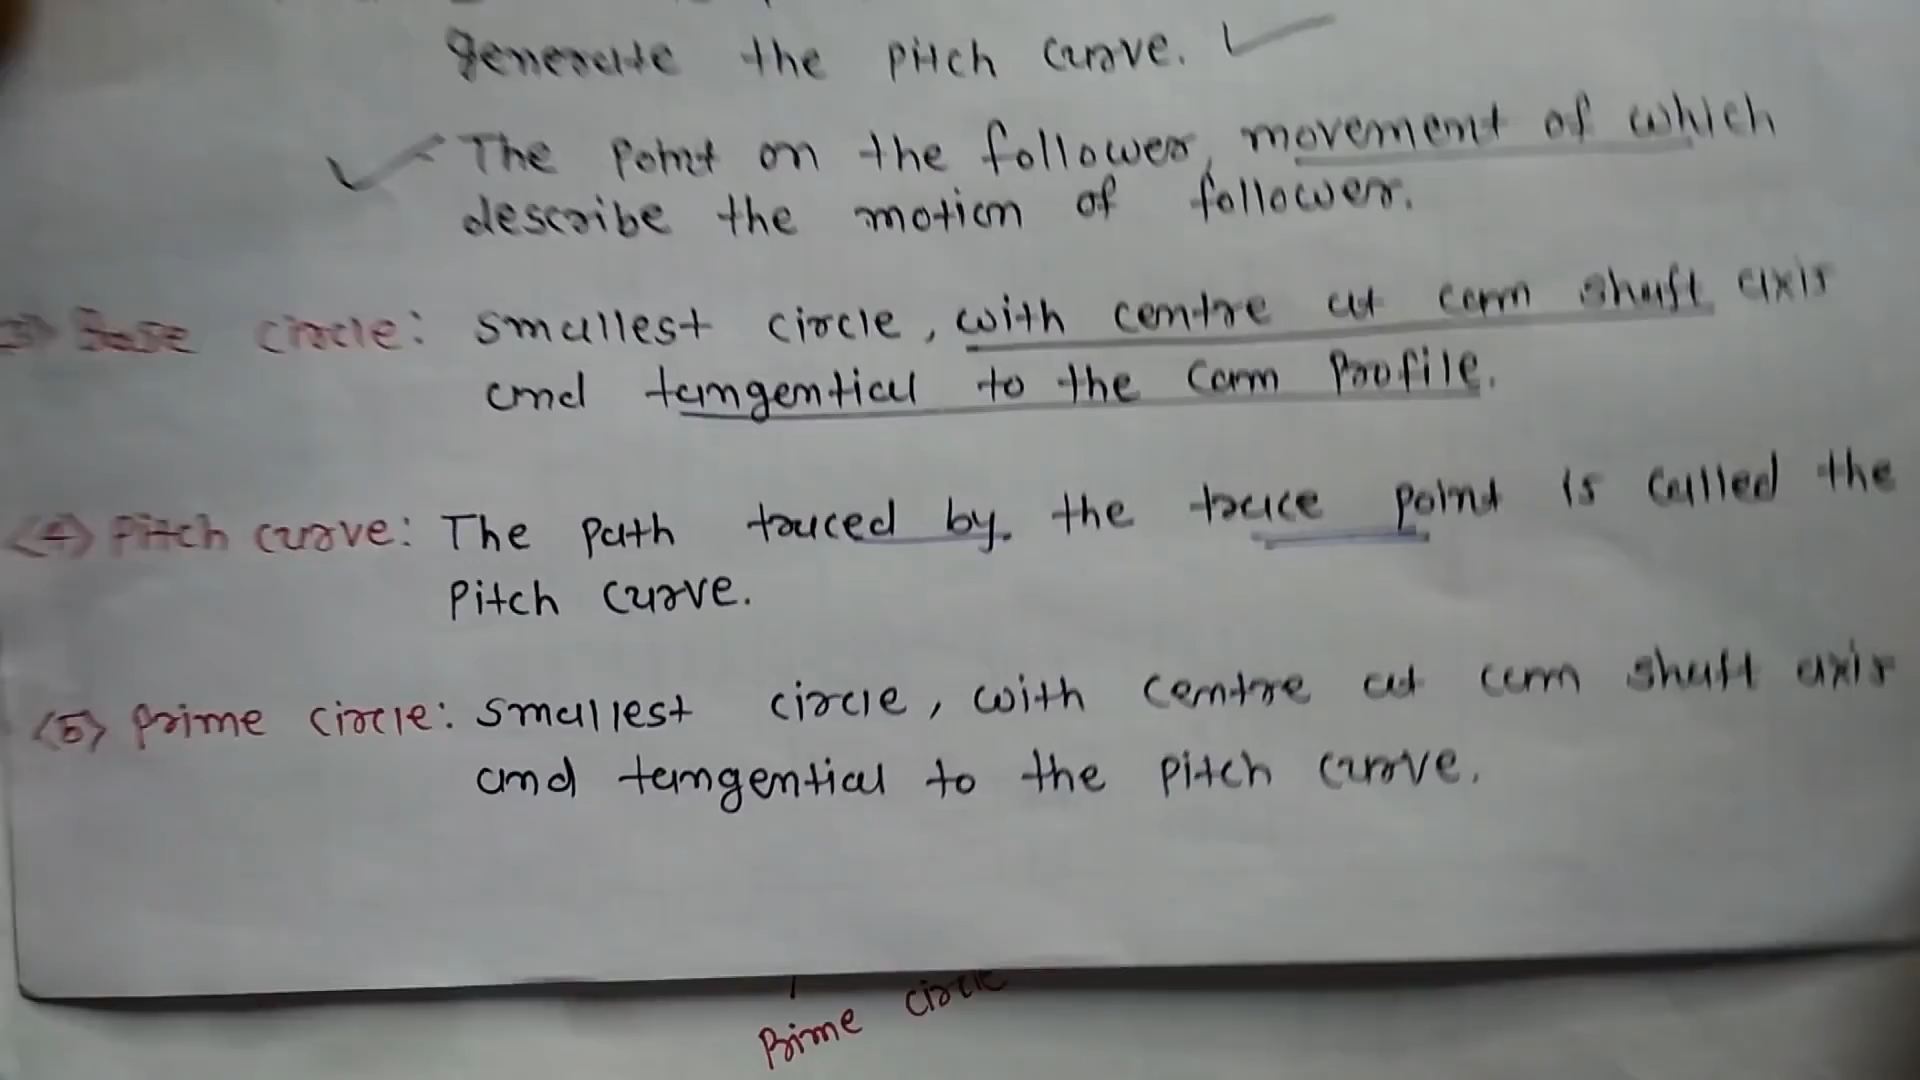 generate the pitch curve.
The point on the follower, movement of which
describe the motion of follower.
(3) Base circle: smallest circle, with centre at cam shaft axis
and tangential to the cam profile.
(4) Pitch curve: The path traced by the trace point is called the
pitch curve.
(5) prime circle: smallest circle, with centre at cam shaft axis
and tangential to the pitch curve.
Prime circle